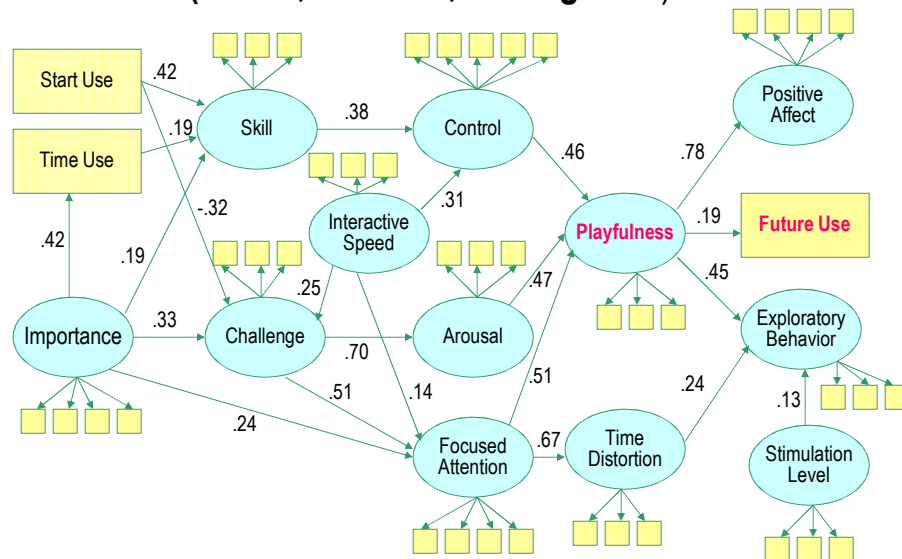 Start Use
.42
Skill
.38
Control
Positive
Affect
Time Use
.19
.46
.78
-.32
Interactive
Speed
.31
Playfulness
.19
Future Use
.42
.19
.25
.47
.45
Importance
.33
Challenge
.70
Arousal
Exploratory
Behavior
.51
.14
.51
.24
.13
.24
Focused
Attention
.67
Time
Distortion
Stimulation
Level